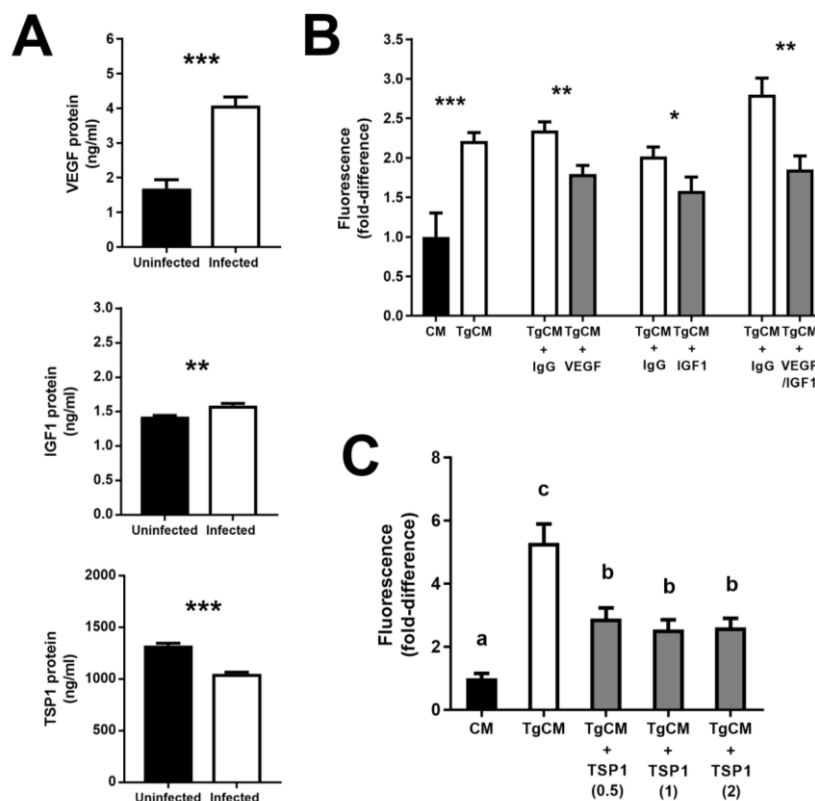 A
VEGF protein
(ng/ml)
6
5
4
3
2
1
0
***
Uninfected Infected
IGF1 protein
(ng/ml)
3.0
2.5
2.0
1.5
1.0
0.5
0.0
**
Uninfected Infected
TSP1 protein
(ng/ml)
2000
1500
1000
500
0
***
Uninfected Infected
B
Fluorescence
(fold-difference)
3.5
3.0
2.5
2.0
1.5
1.0
0.5
0.0
*** ** * **
CM TgCM TgCM TgCM TgCM TgCM TgCM TgCM
+ + + + + +
IgG VEGF IgG IGF1 IgG VEGF
/IGF1
C
Fluorescence
(fold-difference)
8
6
4
2
0
a c b b b
CM TgCM TgCM TgCM TgCM
+ + +
TSP1 TSP1 TSP1
(0.5) (1) (2)